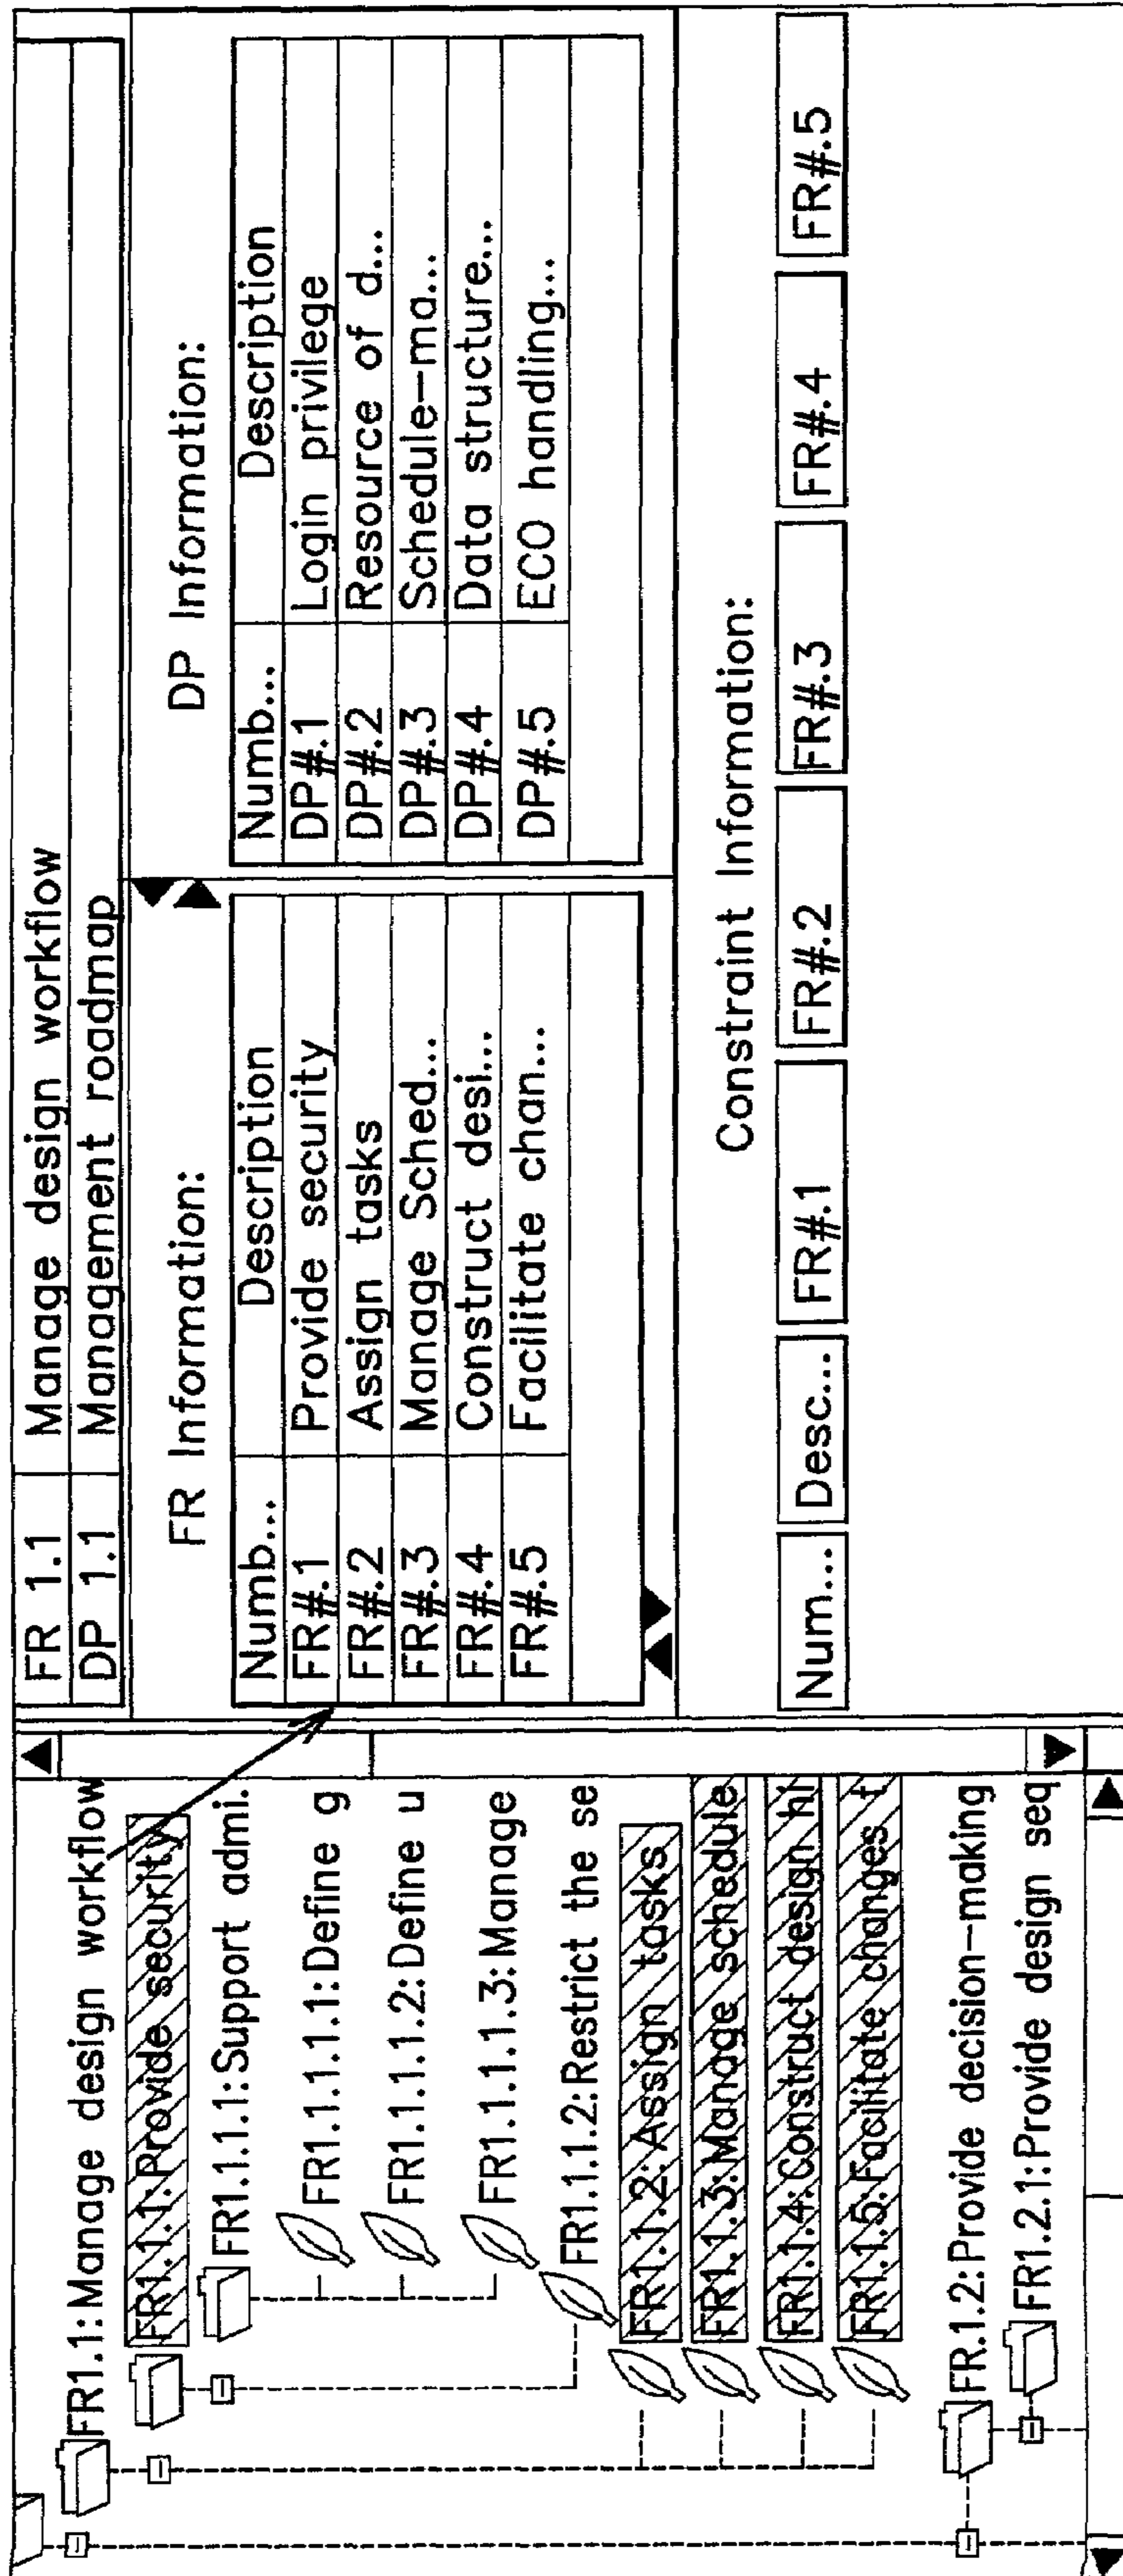 FR1.1:Manage design workflow
FR1.1.1:Provide security
FR1.1.1.1:Support admi.
FR1.1.1.1.1:Define g
FR1.1.1.1.2:Define u
FR1.1.1.1.3:Manage
FR1.1.1.2:Restrict the se
FR1.1.2:Assign tasks
FR1.1.3:Manage schedule
FR1.1.4:Construct design hi
FR1.1.5:Facilitate changes t
FR.1.2:Provide decision-making
FR1.2.1:Provide design seq
FR 1.1 Manage design workflow
DP 1.1 Management roadmap
FR Information:
Numb... Description
FR#.1 Provide security
FR#.2 Assign tasks
FR#.3 Manage Sched...
FR#.4 Construct desi...
FR#.5 Facilitate chan...
DP Information:
Numb... Description
DP#.1 Login privilege
DP#.2 Resource of d...
DP#.3 Schedule-ma...
DP#.4 Data structure...
DP#.5 ECO handling...
Constraint Information:
Num... Desc... FR#.1 FR#.2 FR#.3 FR#.4 FR#.5